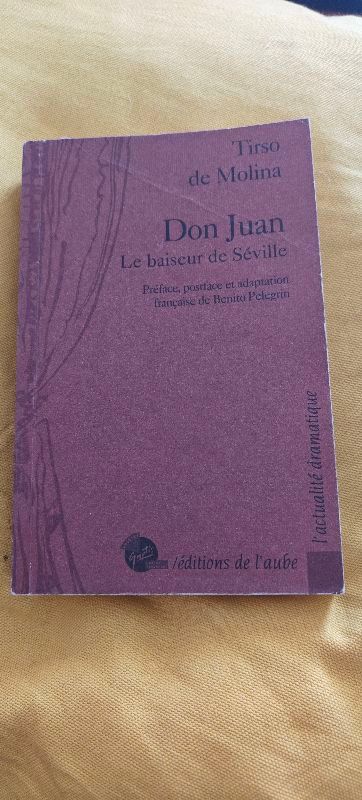 Tirso
de Molina
Don Juan
Le baiseur de Séville
Préface, postface et adaptation
française de Benito Pelegrín
l'actualité dramatique
/éditions de l'aube